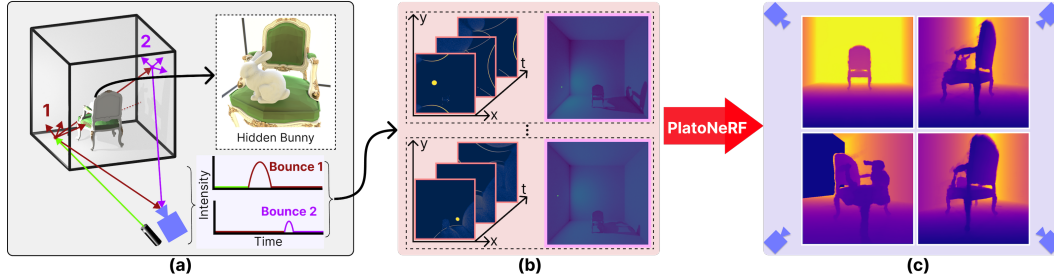 1
2
Hidden Bunny
Intensity
Bounce 1
Bounce 2
Time
(a)
y
t
x
y
t
x
(b)
PlatoNeRF
(c)